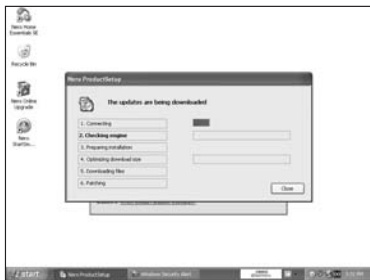 Nero Home
Essentials SE
Recycle Bin
Nero Online
Upgrade
Nero
StartSm...
Nero ProductSetup
The updates are being downloaded
1. Connecting
2. Checking engine
3. Preparing installation
4. Optimizing download size
5. Downloading files
6. Patching
Close
start
Nero ProductSetup
Windows Security Alert